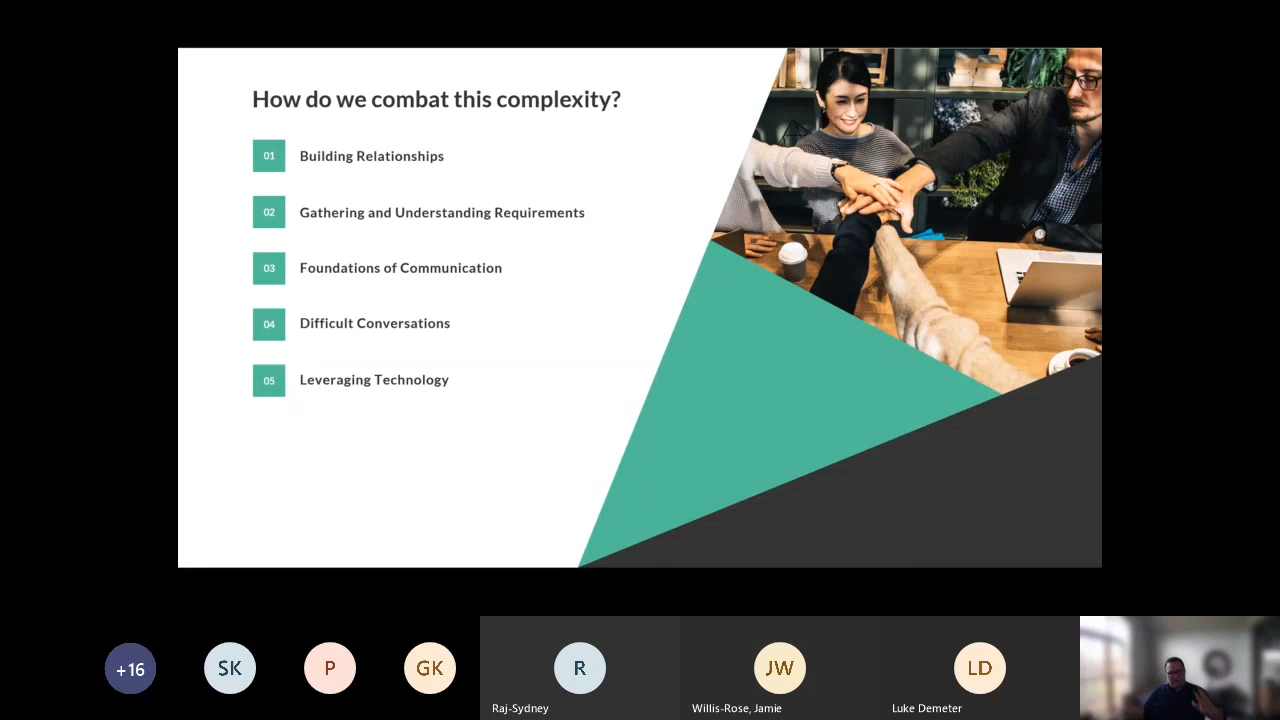 How do we combat this complexity?
01 Building Relationships
02 Gathering and Understanding Requirements
03 Foundations of Communication
04 Difficult Conversations
05 Leveraging Technology
+16 SK P GK R JW LD
Raj-Sydney Willis-Rose, Jamie Luke Demeter